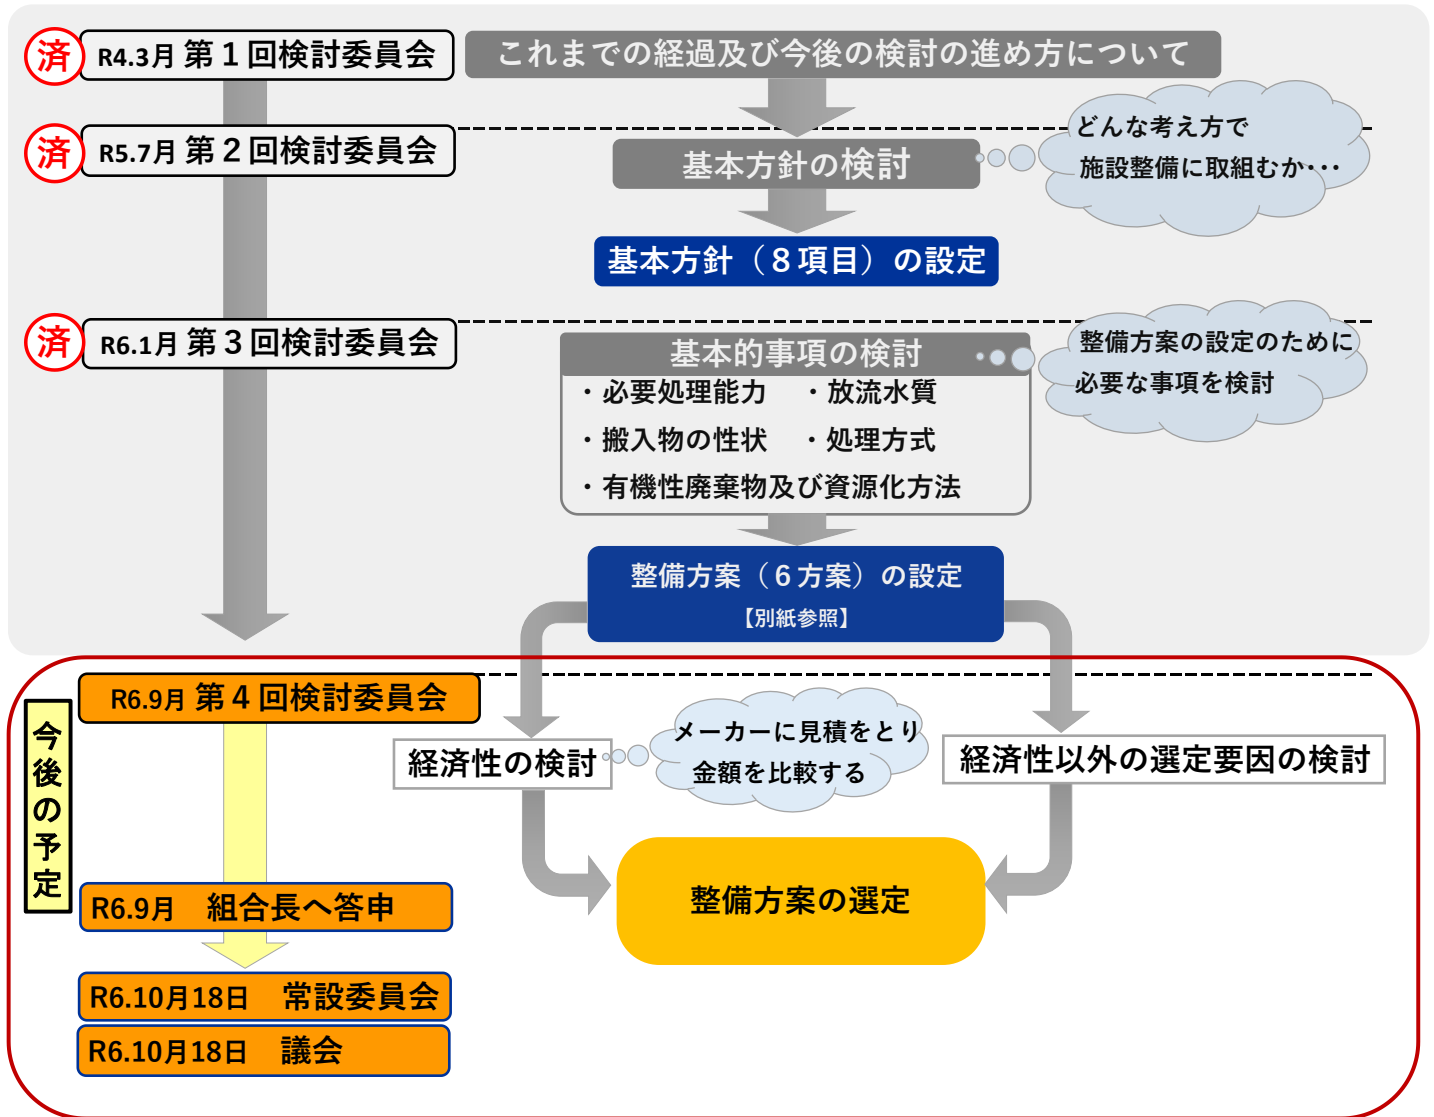 済
R4.3月 第１回検討委員会
これまでの経過及び今後の検討の進め方について
済
R5.7月 第２回検討委員会
基本方針の検討
どんな考え方で
施設整備に取組むか・・・
基本方針（８項目）の設定
済
R6.1月 第３回検討委員会
基本的事項の検討
整備方案の設定のために
必要な事項を検討
・必要処理能力　・放流水質
・搬入物の性状　・処理方式
・有機性廃棄物及び資源化方法
整備方案（６方案）の設定
【別紙参照】
今後の予定
R6.9月 第４回検討委員会
経済性の検討
メーカーに見積をとり
金額を比較する
経済性以外の選定要因の検討
整備方案の選定
R6.9月　組合長へ答申
R6.10月18日　常設委員会
R6.10月18日　議会